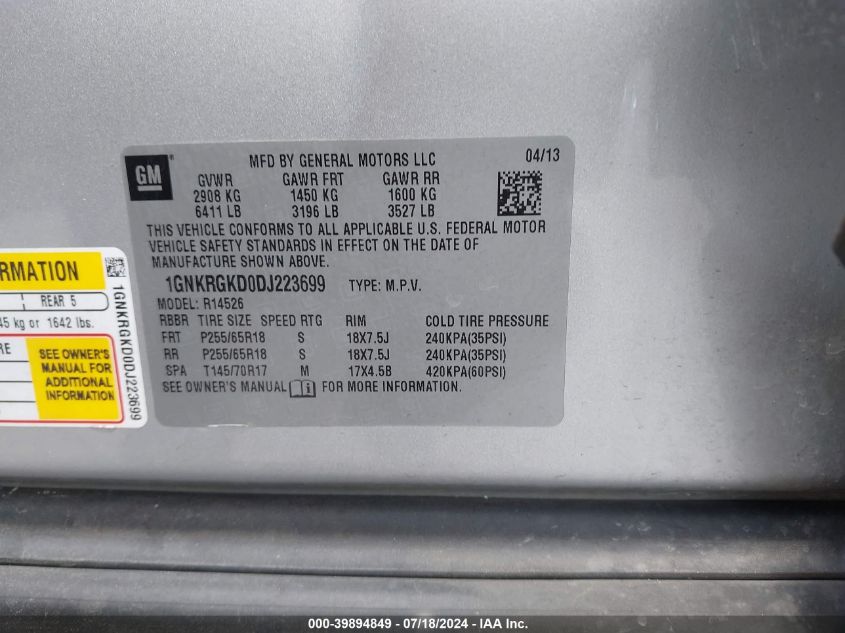 GM
MFD BY GENERAL MOTORS LLC 04/13
GVWR GAWR FRT GAWR RR
2908 KG 1450 KG 1600 KG
6411 LB 3196 LB 3527 LB
THIS VEHICLE CONFORMS TO ALL APPLICABLE U.S. FEDERAL MOTOR
VEHICLE SAFETY STANDARDS IN EFFECT ON THE DATE OF
MANUFACTURE SHOWN ABOVE.
1GNKRGKD0DJ223699 TYPE: M.P.V.
MODEL: R14526
RBBR TIRE SIZE SPEED RTG RIM COLD TIRE PRESSURE
FRT P255/65R18 S 18X7.5J 240KPA(35PSI)
RR P255/65R18 S 18X7.5J 240KPA(35PSI)
SPA T145/70R17 M 17X4.5B 420KPA(60PSI)
SEE OWNER'S MANUAL FOR MORE INFORMATION.
RMATION
REAR 5
45 kg or 1642 lbs.
RE
SEE OWNER'S
MANUAL FOR
ADDITIONAL
INFORMATION
1GNKRGKD0DJ223699
000-39894849 - 07/18/2024 - IAA Inc.